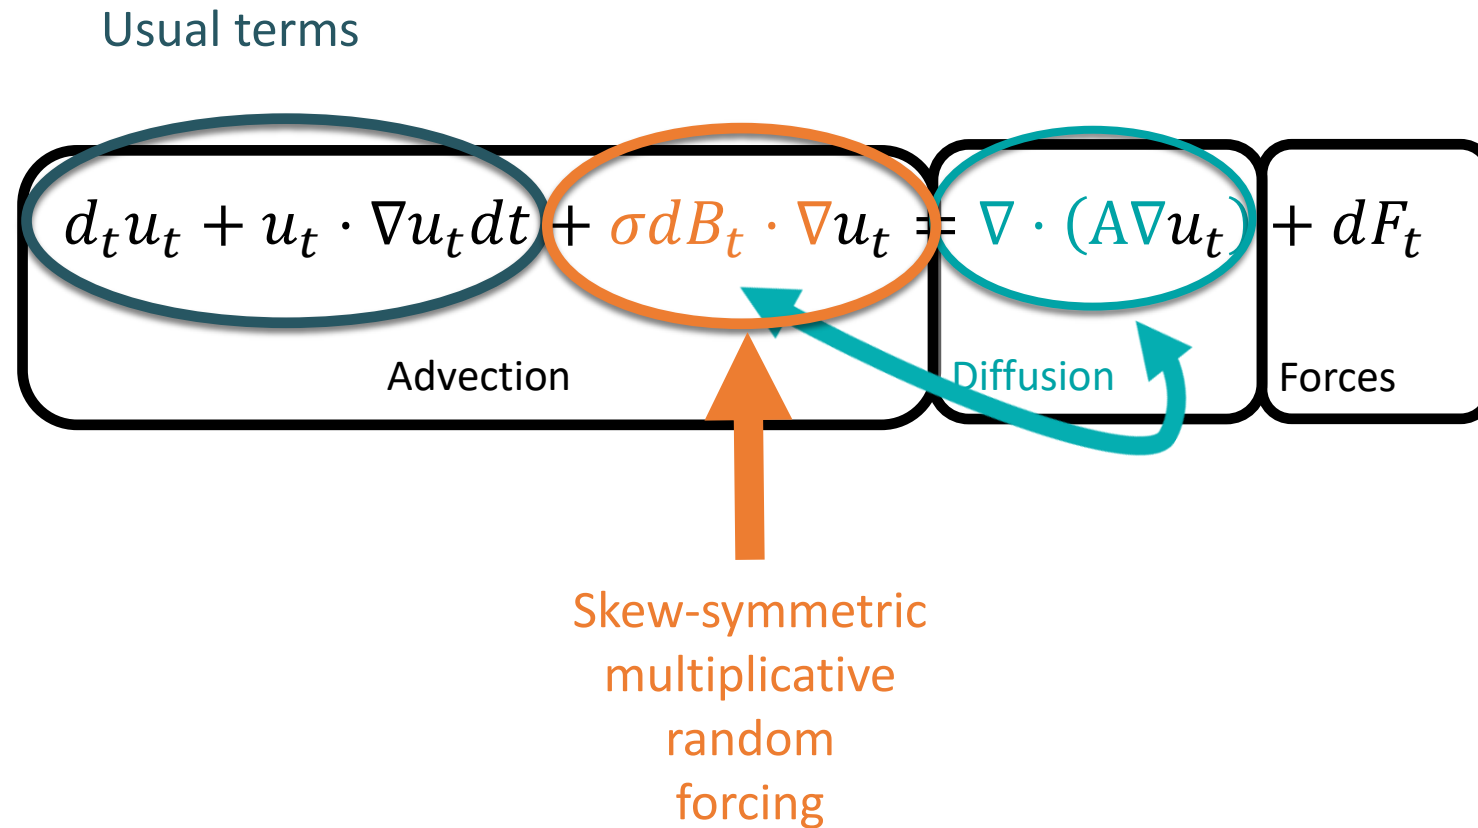 Usual terms
d_t u_t + u_t · ∇u_t dt + σdB_t · ∇u_t = ∇ · (A∇u_t) + dF_t
Advection
Diffusion
Forces
Skew-symmetric
multiplicative
random
forcing